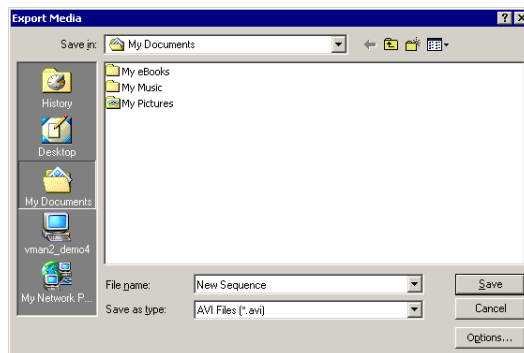 Export Media
Save in:
My Documents
History
Desktop
My Documents
vman2_demo4
My Network P...
My eBooks
My Music
My Pictures
File name:
New Sequence
Save
Save as type:
AVI Files (*.avi)
Cancel
Options...